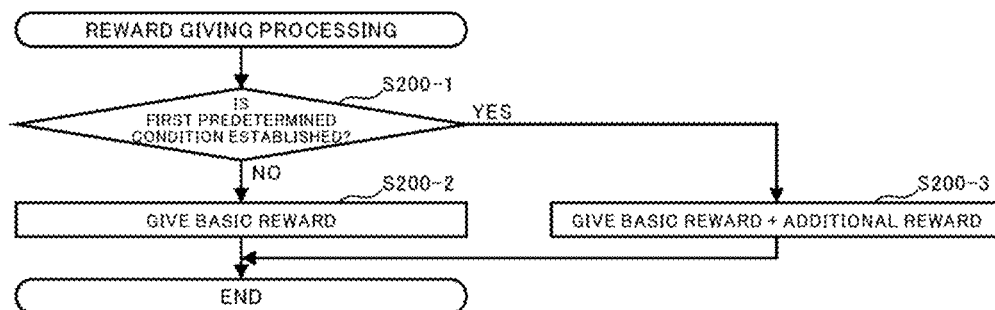 REWARD GIVING PROCESSING
S200-1
IS
FIRST PREDETERMINED
CONDITION ESTABLISHED?
YES
NO
S200-2
S200-3
GIVE BASIC REWARD
GIVE BASIC REWARD + ADDITIONAL REWARD
END